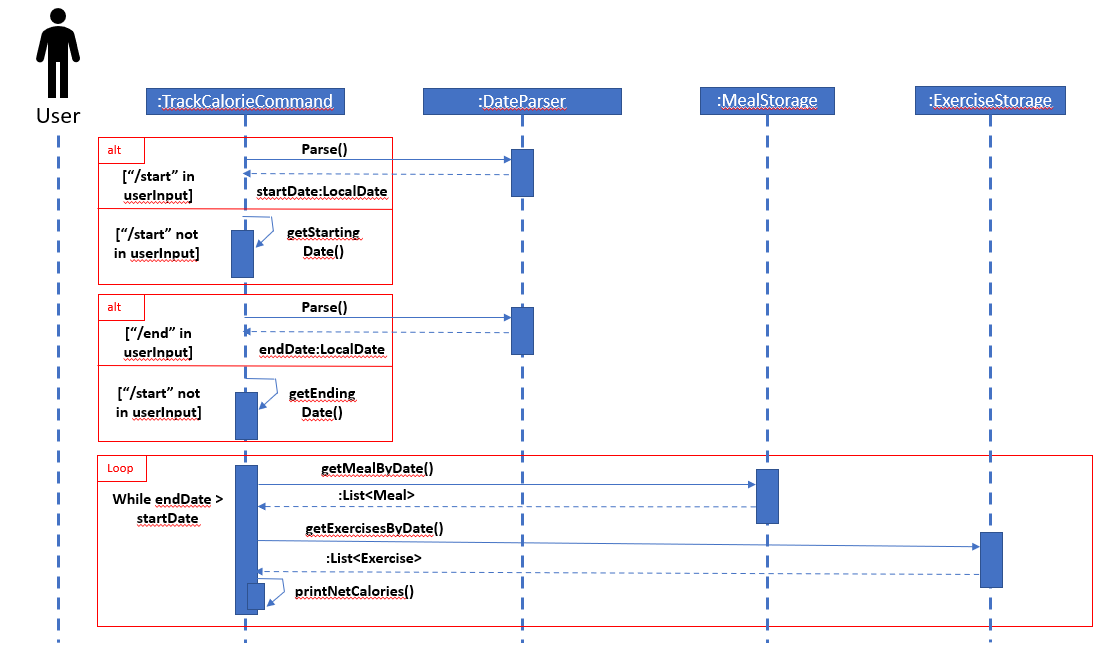 User
:TrackCalorieCommand
:DateParser
:MealStorage
:ExerciseStorage
alt
Parse()
[“/start” in
userInput]
startDate:LocalDate
[“/start” not
in userInput]
getStarting
Date()
alt
Parse()
[“/end” in
userInput]
endDate:LocalDate
[“/start” not
in userInput]
getEnding
Date()
Loop
getMealByDate()
While endDate >
startDate
:List<Meal>
getExercisesByDate()
:List<Exercise>
printNetCalories()